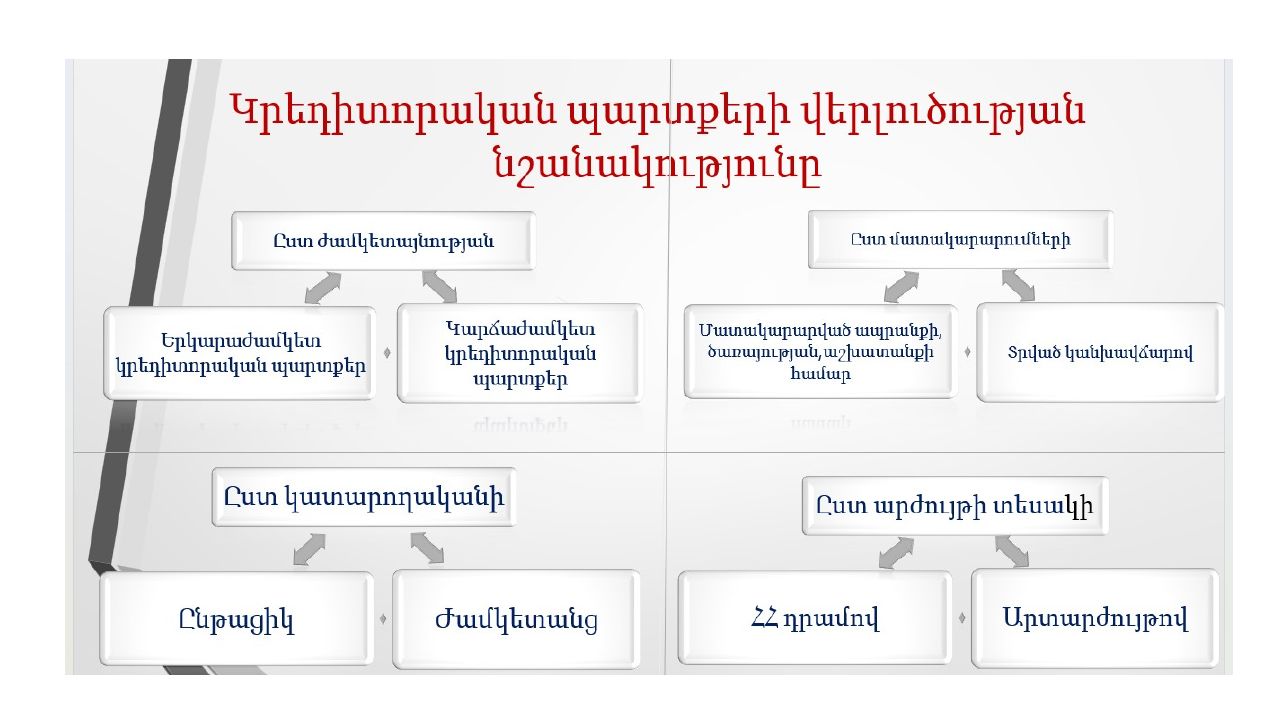 Կրեդիտորական պարտքերի վերլուծության
նշանակությունը
Ըստ ժամկետայնության
Երկարաժամկետ
կրեդիտորական պարտքեր
Կարճաժամկետ
կրեդիտորական
պարտքեր
Ըստ մատակարարումների
Մատակարարված ապրանքի,
ծառայության, աշխատանքի
համար
Տրված կանխավճարով
Ըստ կատարողականի
Ընթացիկ
Ժամկետանց
Ըստ արժույթի տեսակի
ՀՀ դրամով
Արտարժույթով